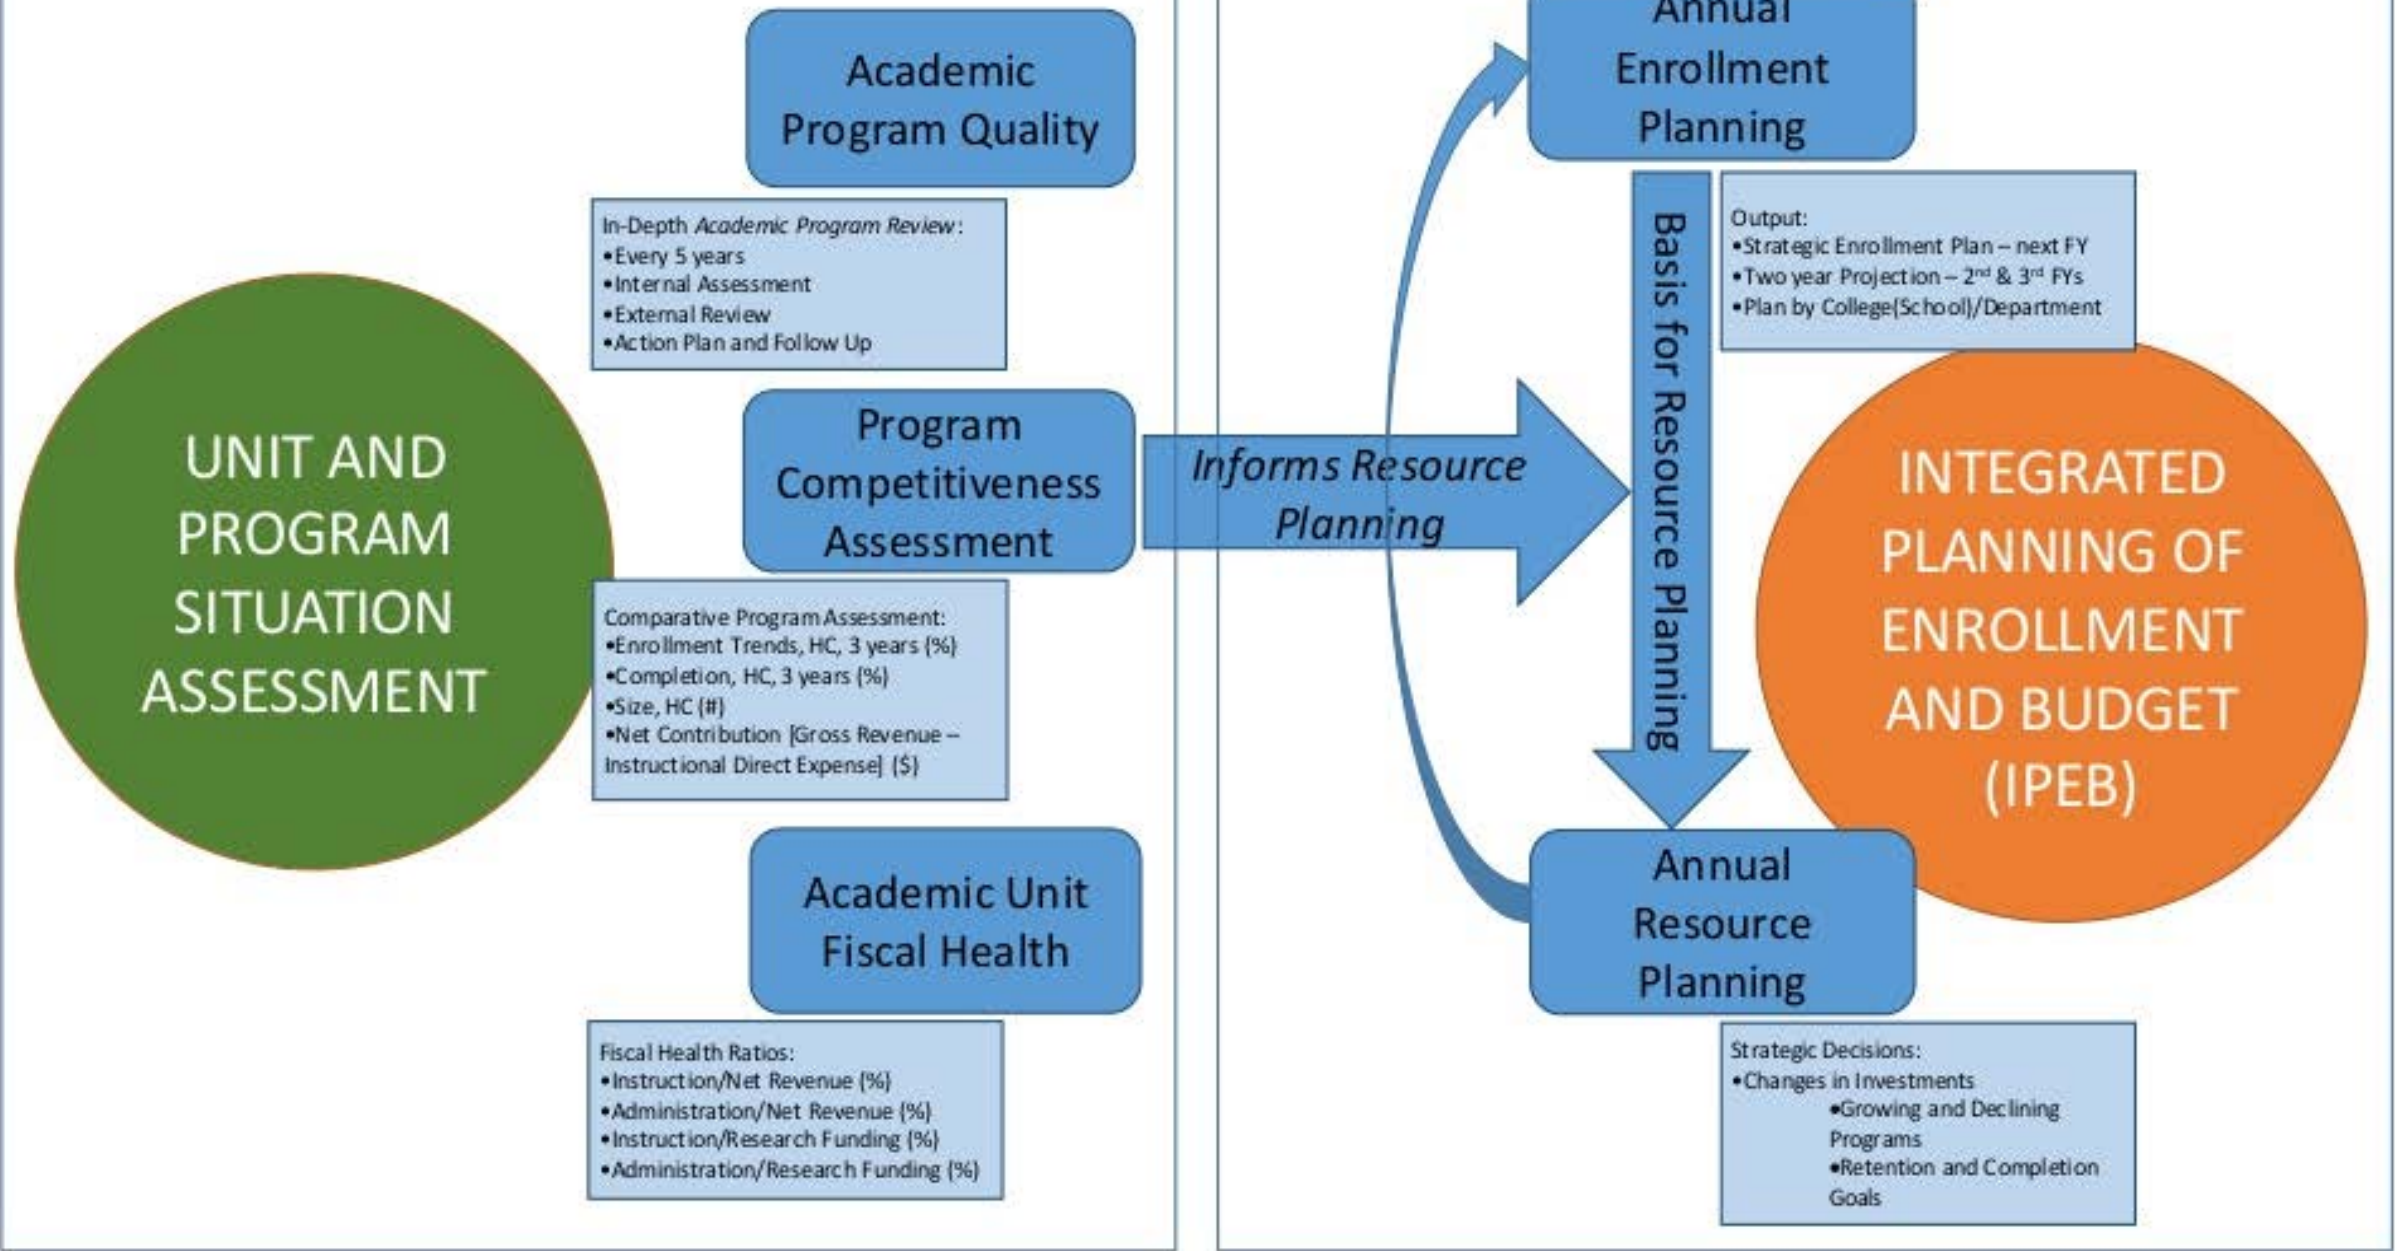 UNIT AND
PROGRAM
SITUATION
ASSESSMENT
Academic
Program Quality
In-Depth Academic Program Review:
•Every 5 years
•Internal Assessment
•External Review
•Action Plan and Follow Up
Program
Competitiveness
Assessment
Comparative Program Assessment:
•Enrollment Trends, HC, 3 years (%)
•Completion, HC, 3 years (%)
•Size, HC (#)
•Net Contribution [Gross Revenue –
Instructional Direct Expense] ($)
Academic Unit
Fiscal Health
Fiscal Health Ratios:
•Instruction/Net Revenue (%)
•Administration/Net Revenue (%)
•Instruction/Research Funding (%)
•Administration/Research Funding (%)
Informs Resource
Planning
Annual
Enrollment
Planning
Basis for Resource Planning
Output:
•Strategic Enrollment Plan – next FY
•Two year Projection – 2nd & 3rd FYs
•Plan by College(School)/Department
INTEGRATED
PLANNING OF
ENROLLMENT
AND BUDGET
(IPEB)
Annual
Resource
Planning
Strategic Decisions:
•Changes in Investments
•Growing and Declining
Programs
•Retention and Completion
Goals